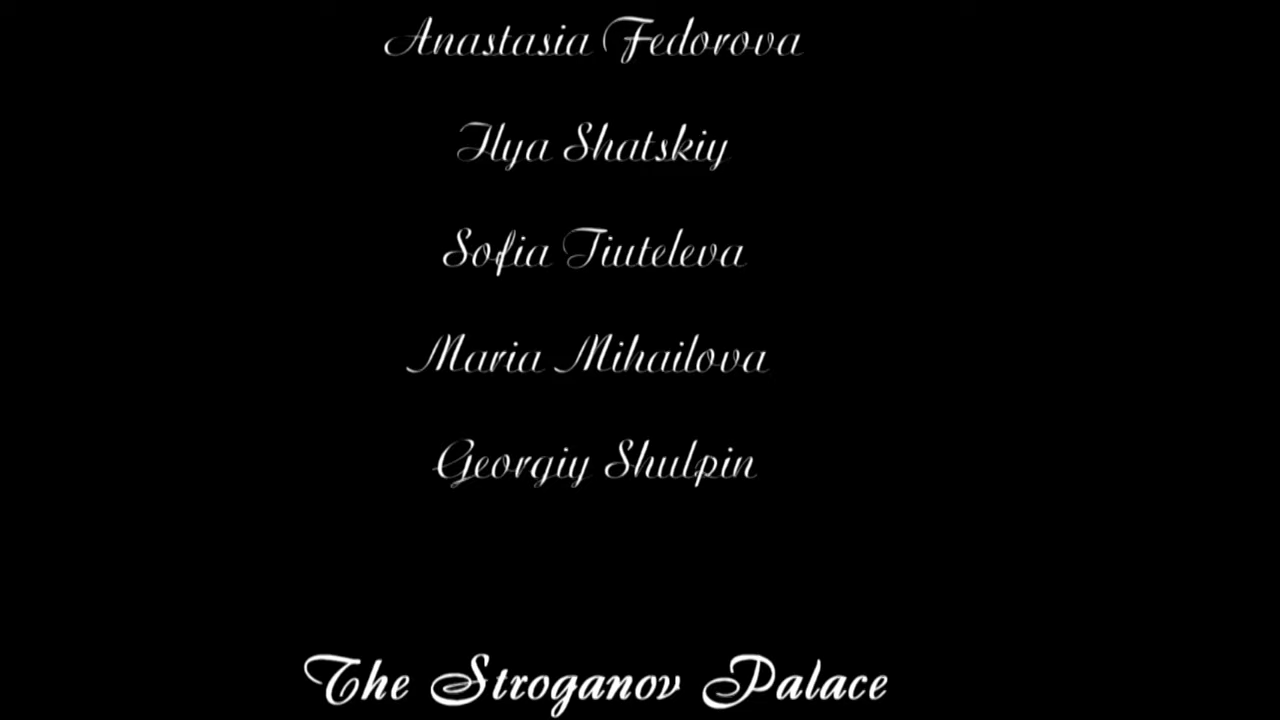 Anastasia Fedorova
Ilya Shatskiy
Sofia Tiuteleva
Maria Mihailova
Georgiy Shulpin
The Stroganov Palace